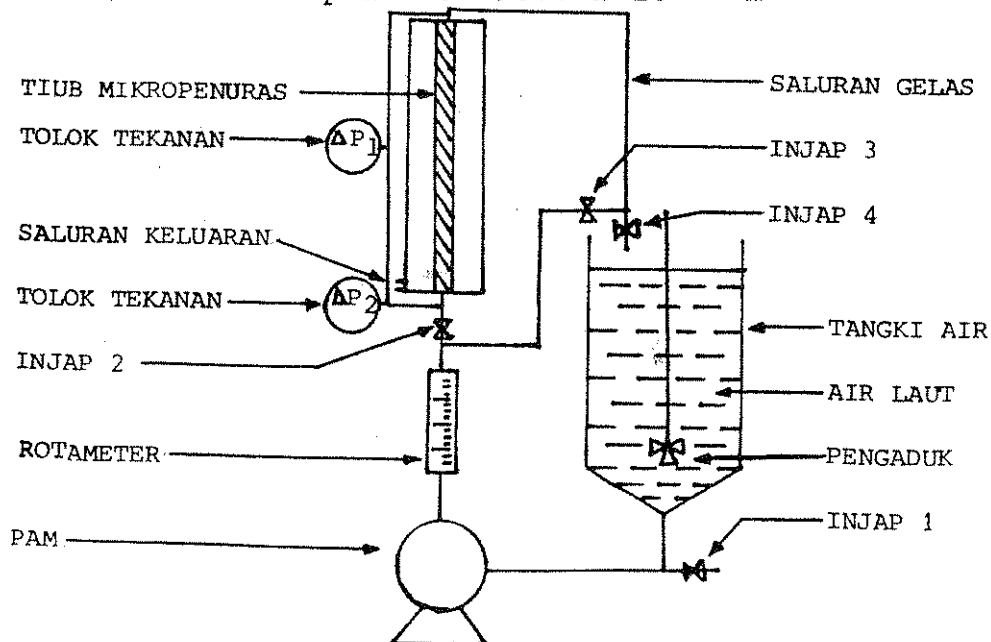 TIUB MIKROPENURAS
TOLOK TEKANAN
ΔP1
SALURAN KELUARAN
TOLOK TEKANAN
ΔP2
INJAP 2
ROTAMETER
PAM
SALURAN GELAS
INJAP 3
INJAP 4
TANGKI AIR
AIR LAUT
PENGADUK
INJAP 1